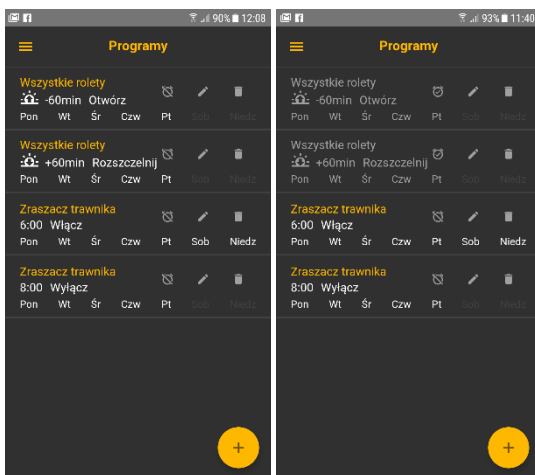 90% 12:08
Programy
Wszystkie rolety
-60min Otwórz
Pon Wt Śr Czw Pt Sob Niedz
Wszystkie rolety
+60min Rozszczelnij
Pon Wt Śr Czw Pt Sob Niedz
Zraszacz trawnika
6:00 Włącz
Pon Wt Śr Czw Pt Sob Niedz
Zraszacz trawnika
8:00 Wyłącz
Pon Wt Śr Czw Pt Sob Niedz
+
93% 11:40
Programy
Wszystkie rolety
-60min Otwórz
Pon Wt Śr Czw Pt Sob Niedz
Wszystkie rolety
+60min Rozszczelnij
Pon Wt Śr Czw Pt Sob Niedz
Zraszacz trawnika
6:00 Włącz
Pon Wt Śr Czw Pt Sob Niedz
Zraszacz trawnika
8:00 Wyłącz
Pon Wt Śr Czw Pt Sob Niedz
+